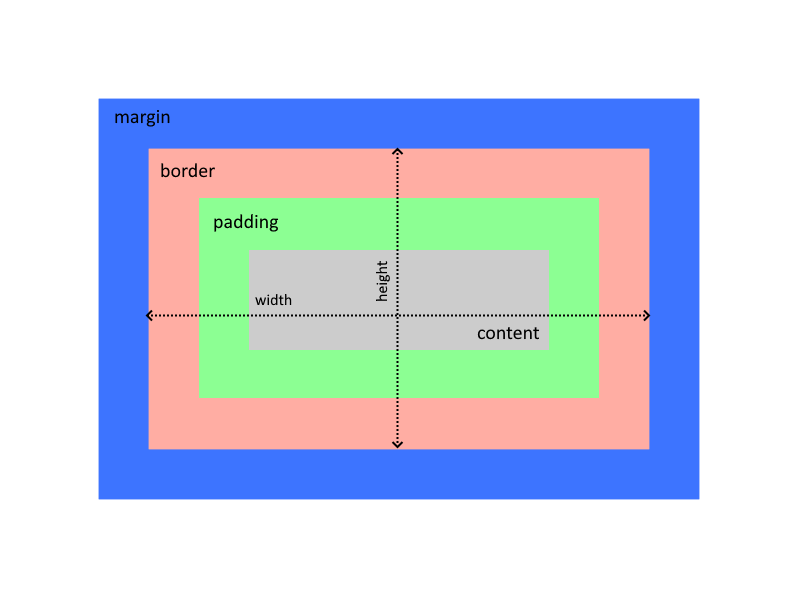 margin
border
padding
height
width
content